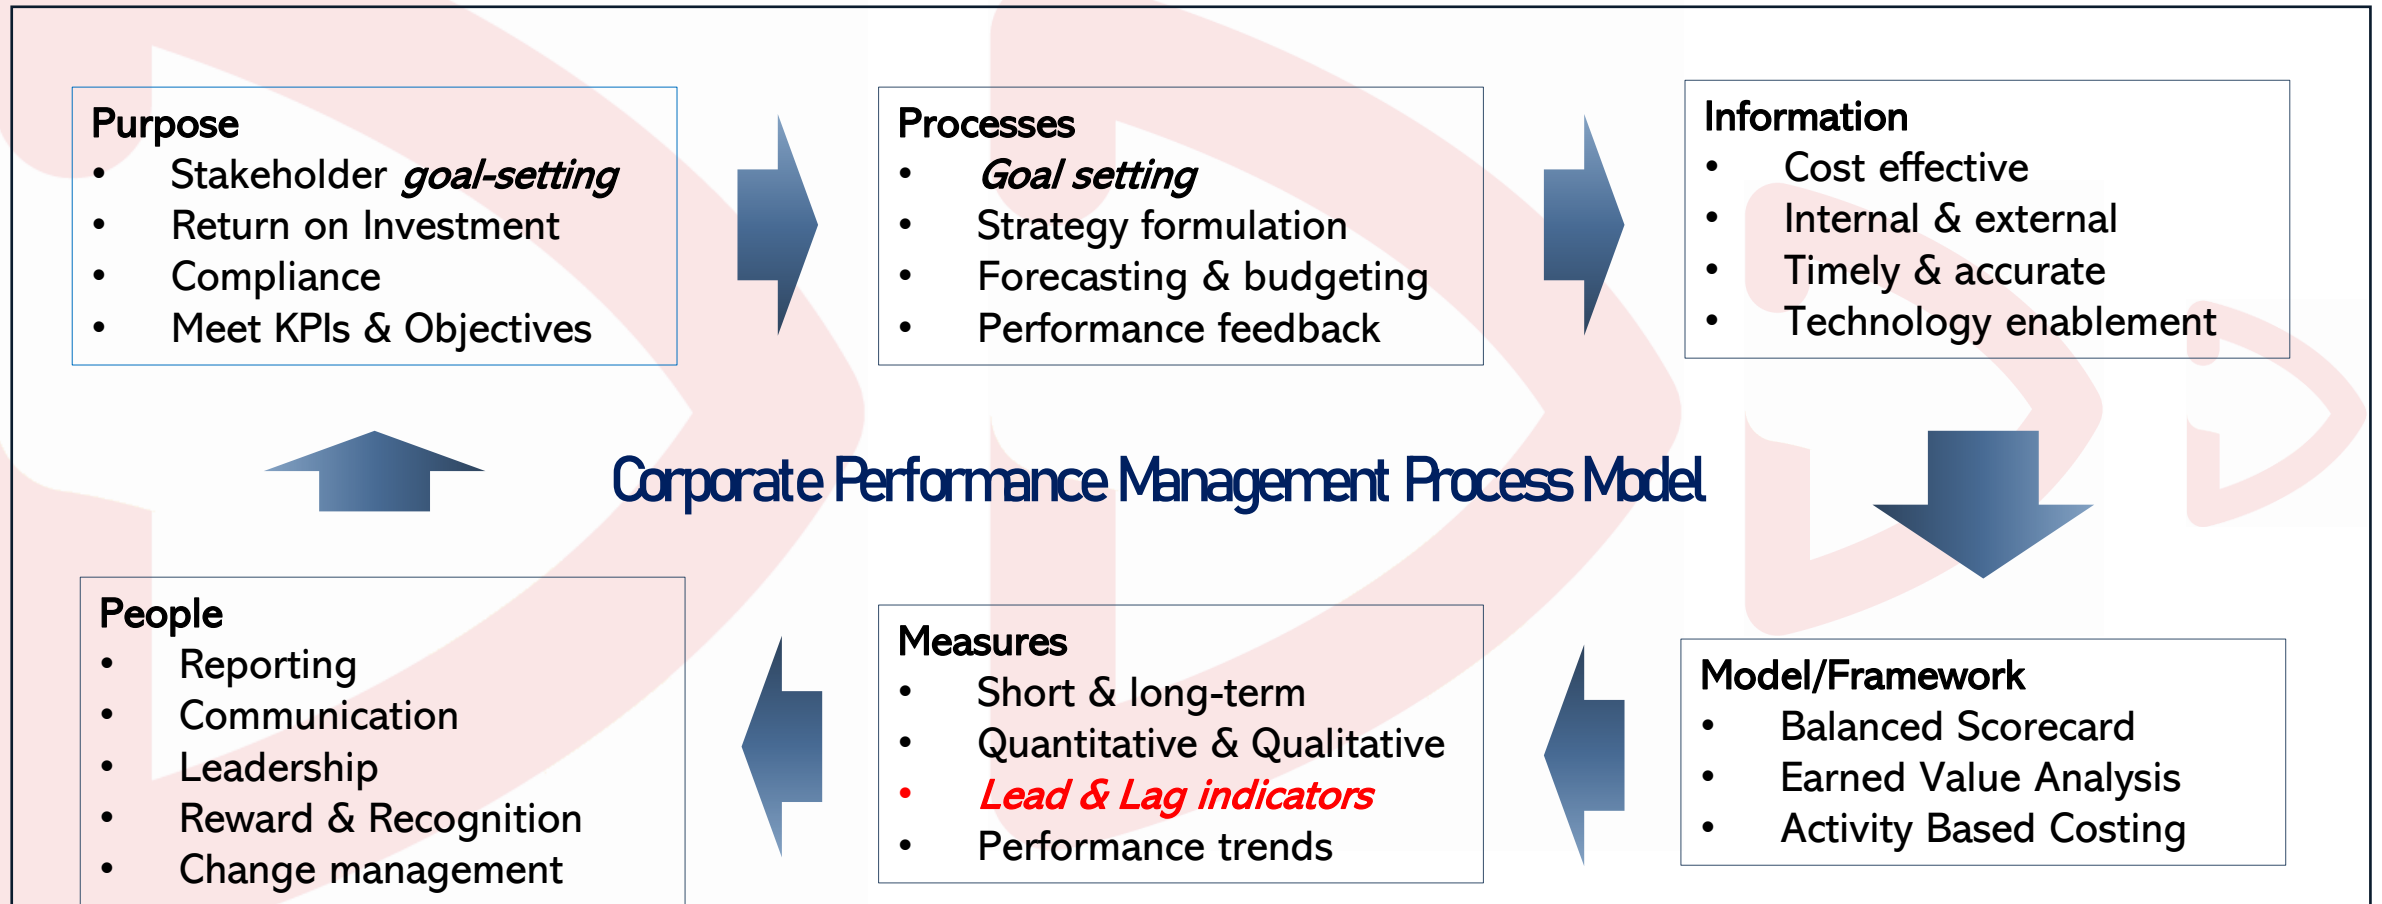 Purpose
• Stakeholder goal-setting
• Return on Investment
• Compliance
• Meet KPIs & Objectives
Processes
• Goal setting
• Strategy formulation
• Forecasting & budgeting
• Performance feedback
Information
• Cost effective
• Internal & external
• Timely & accurate
• Technology enablement
Corporate Performance Management Process Model
People
• Reporting
• Communication
• Leadership
• Reward & Recognition
• Change management
Measures
• Short & long-term
• Quantitative & Qualitative
• Lead & Lag indicators
• Performance trends
Model/Framework
• Balanced Scorecard
• Earned Value Analysis
• Activity Based Costing